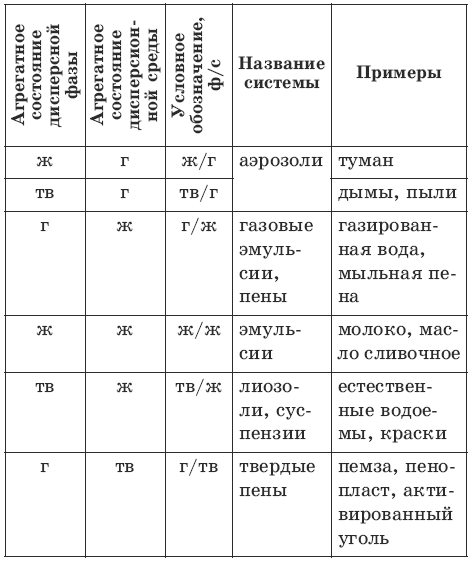 Агрегатное
состояние
дисперсной
фазы
Агрегатное
состояние
дисперсион-
ной среды
Условное
обозначение,
ф/с
Название
системы
Примеры
ж г ж/г аэрозоли туман
тв г тв/г дымы, пыли
г ж г/ж газовые газирован-
эмуль- ная вода,
сии, мыльная пе-
пены на
ж ж ж/ж эмуль- молоко, мас-
сии ло сливочное
тв ж тв/ж лиозо- естествен-
ли, сус- ные водое-
пензии мы, краски
г тв г/тв твердые пемза, пено-
пены пласт, акти-
вированный
уголь